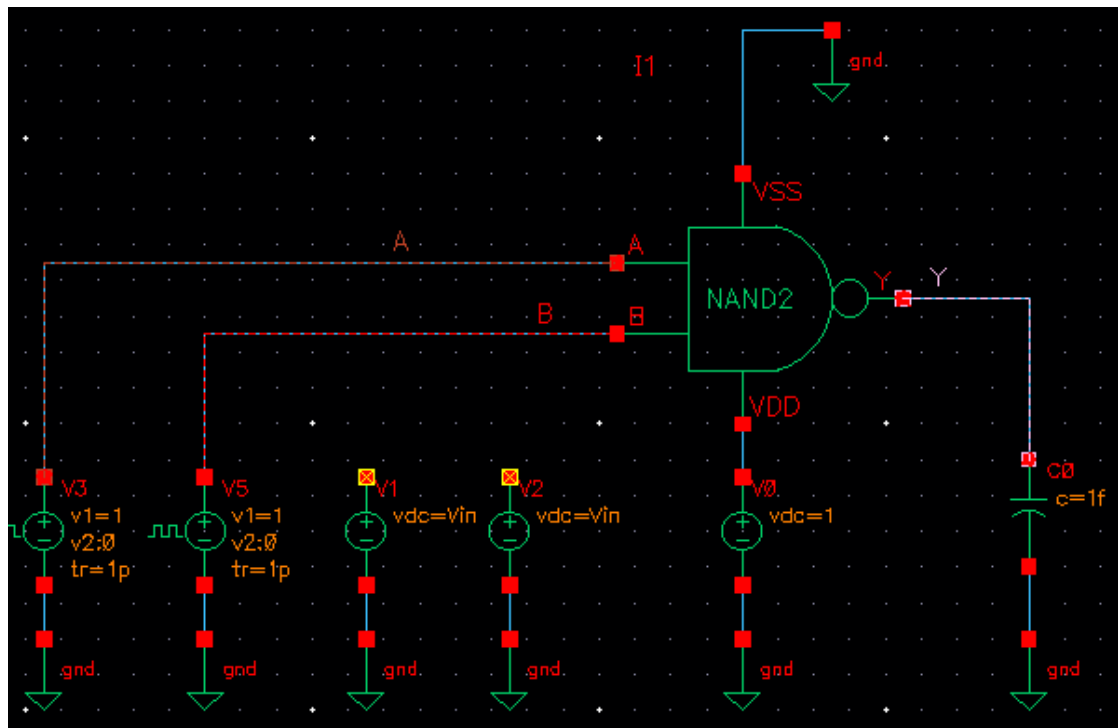 I1
gnd
VSS
A
A
B
B
NAND2
Y
Y
VDD
V3
v1=1
v2:0
tr=1p
V5
v1=1
v2:0
tr=1p
V1
vdc=Vin
V2
vdc=Vin
V0
vdc=1
C0
c=1f
gnd
gnd
gnd
gnd
gnd
gnd